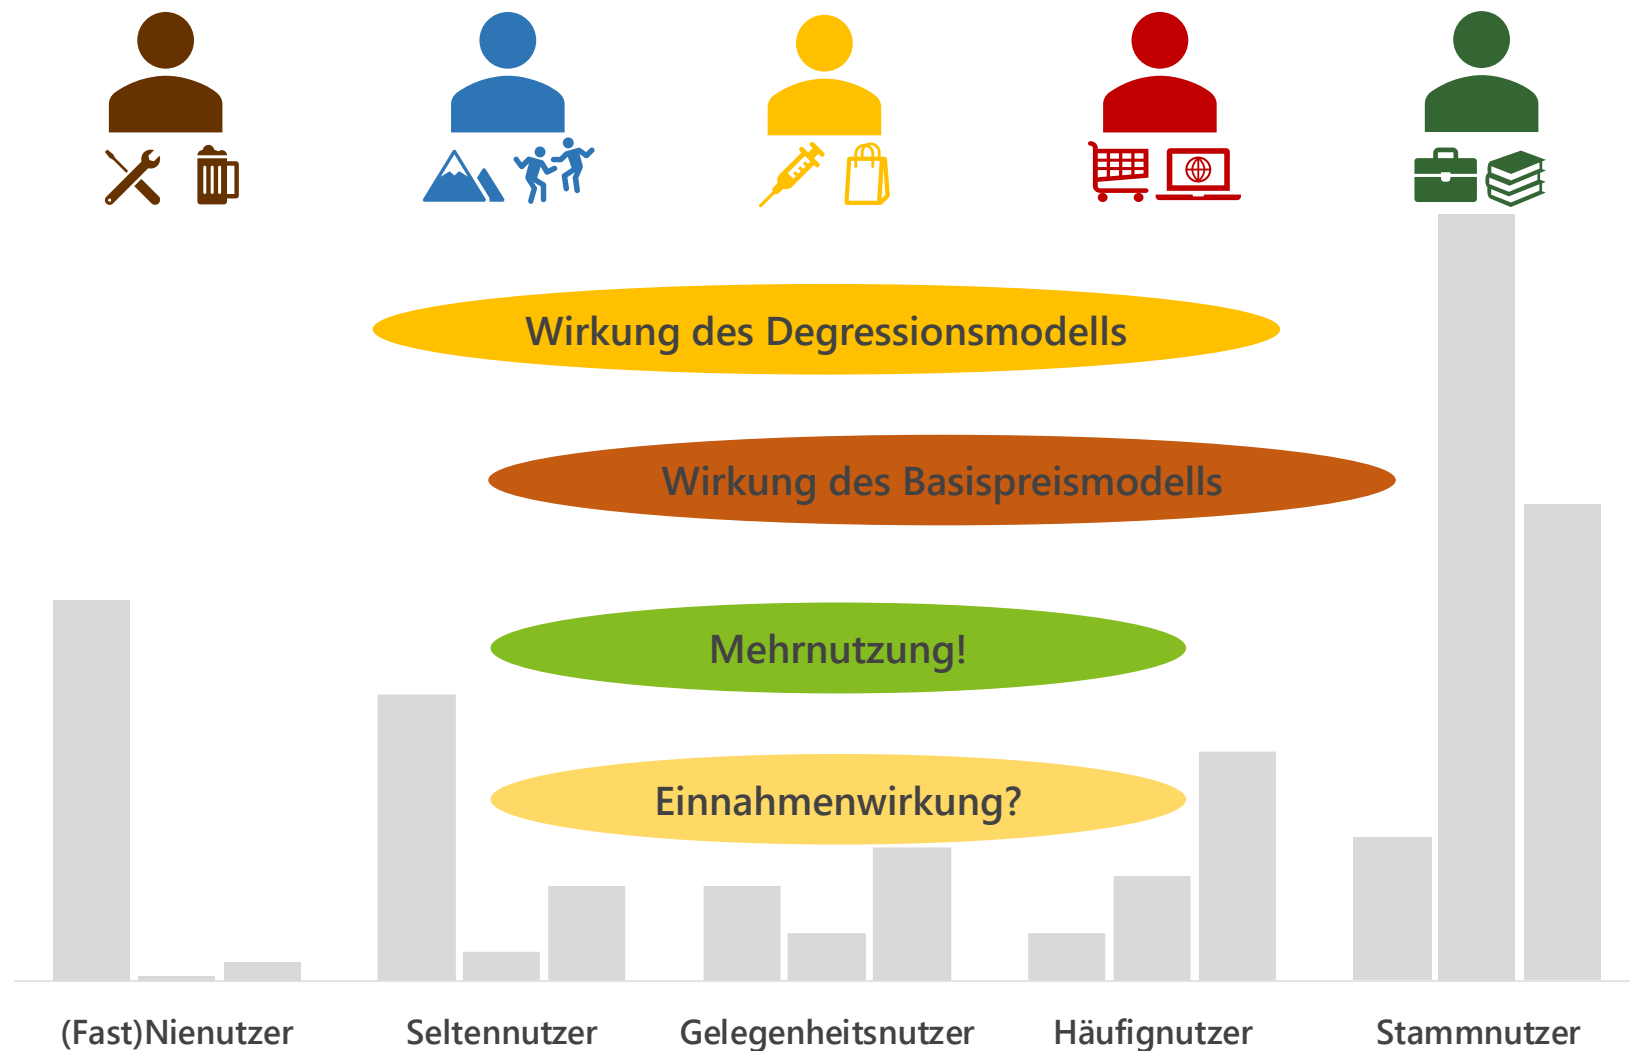 Wirkung des Degressionsmodells
Wirkung des Basispreismodells
Mehrnutzung!
Einnahmenwirkung?
(Fast)Nienutzer
Seltennutzer
Gelegenheitsnutzer
Häufignutzer
Stammnutzer